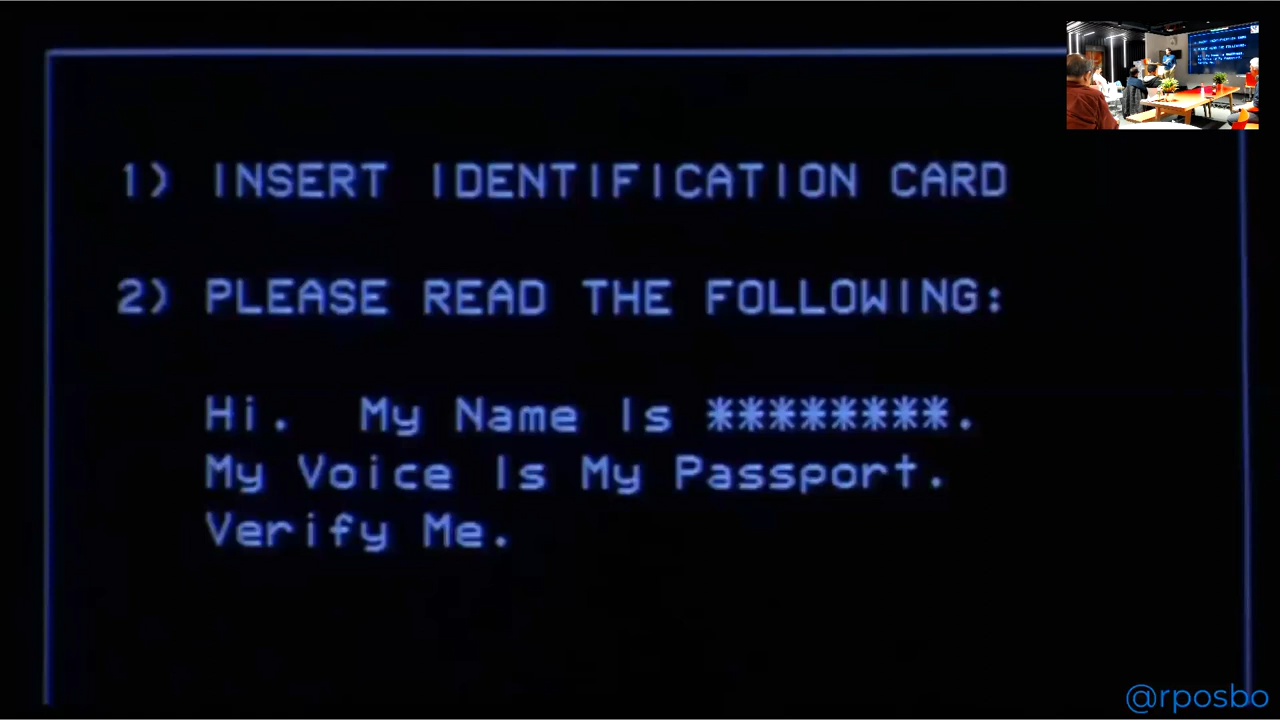 1) INSERT IDENTIFICATION CARD
2) PLEASE READ THE FOLLOWING:
Hi. My Name Is ********.
My Voice Is My Passport.
Verify Me.
@rposbo